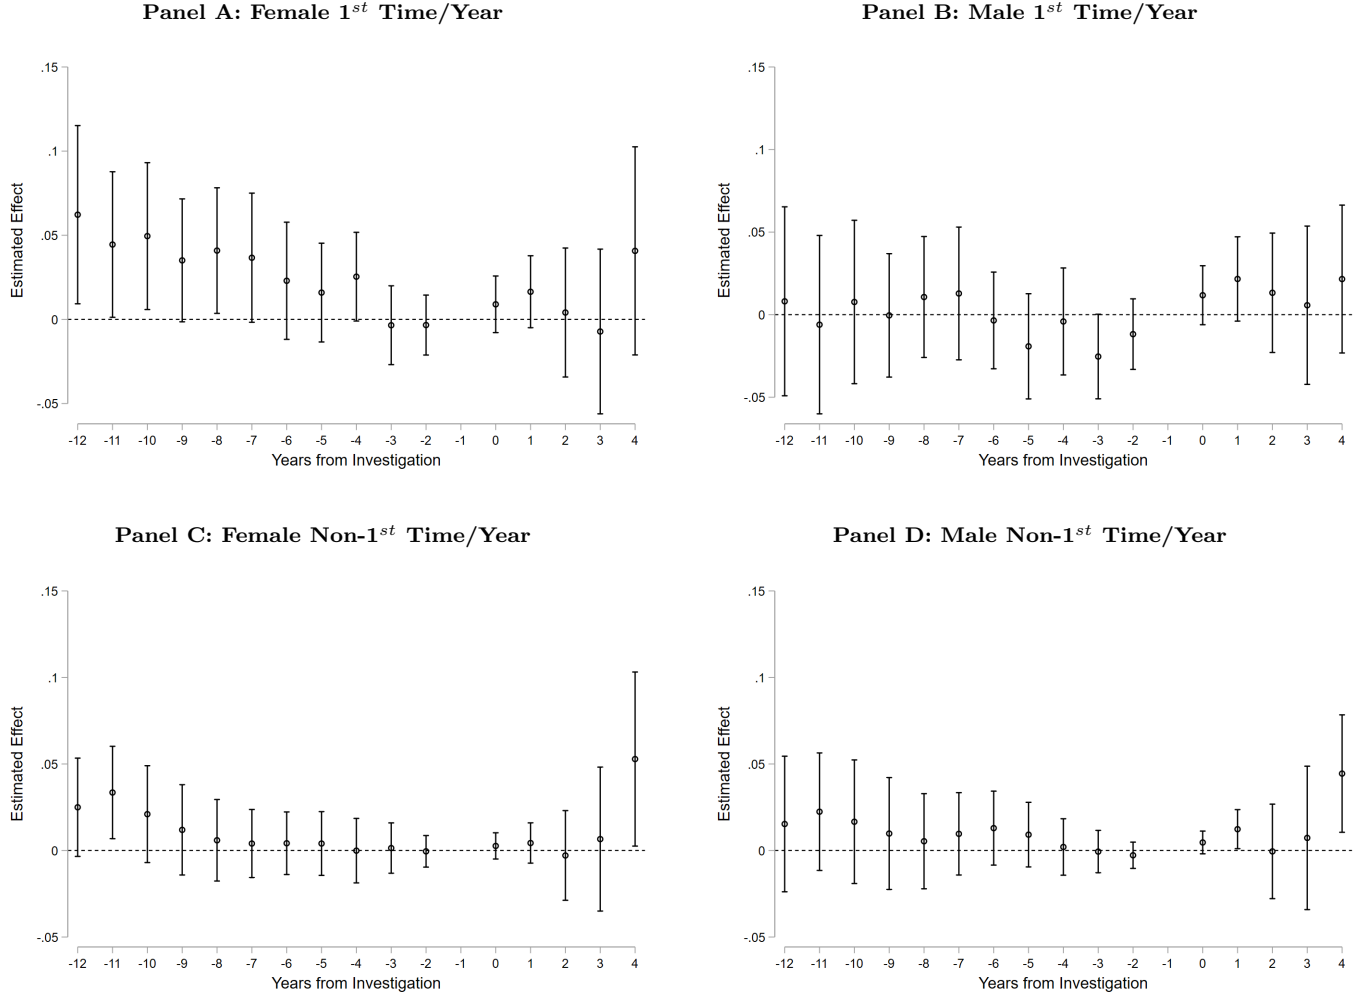 Panel A: Female 1st Time/Year
.15
.1
.05
0
-.05
Estimated Effect
-12 -11 -10 -9 -8 -7 -6 -5 -4 -3 -2 -1 0 1 2 3 4
Years from Investigation
Panel B: Male 1st Time/Year
.15
.1
.05
0
-.05
Estimated Effect
-12 -11 -10 -9 -8 -7 -6 -5 -4 -3 -2 -1 0 1 2 3 4
Years from Investigation
Panel C: Female Non-1st Time/Year
.15
.1
.05
0
-.05
Estimated Effect
-12 -11 -10 -9 -8 -7 -6 -5 -4 -3 -2 -1 0 1 2 3 4
Years from Investigation
Panel D: Male Non-1st Time/Year
.15
.1
.05
0
-.05
Estimated Effect
-12 -11 -10 -9 -8 -7 -6 -5 -4 -3 -2 -1 0 1 2 3 4
Years from Investigation